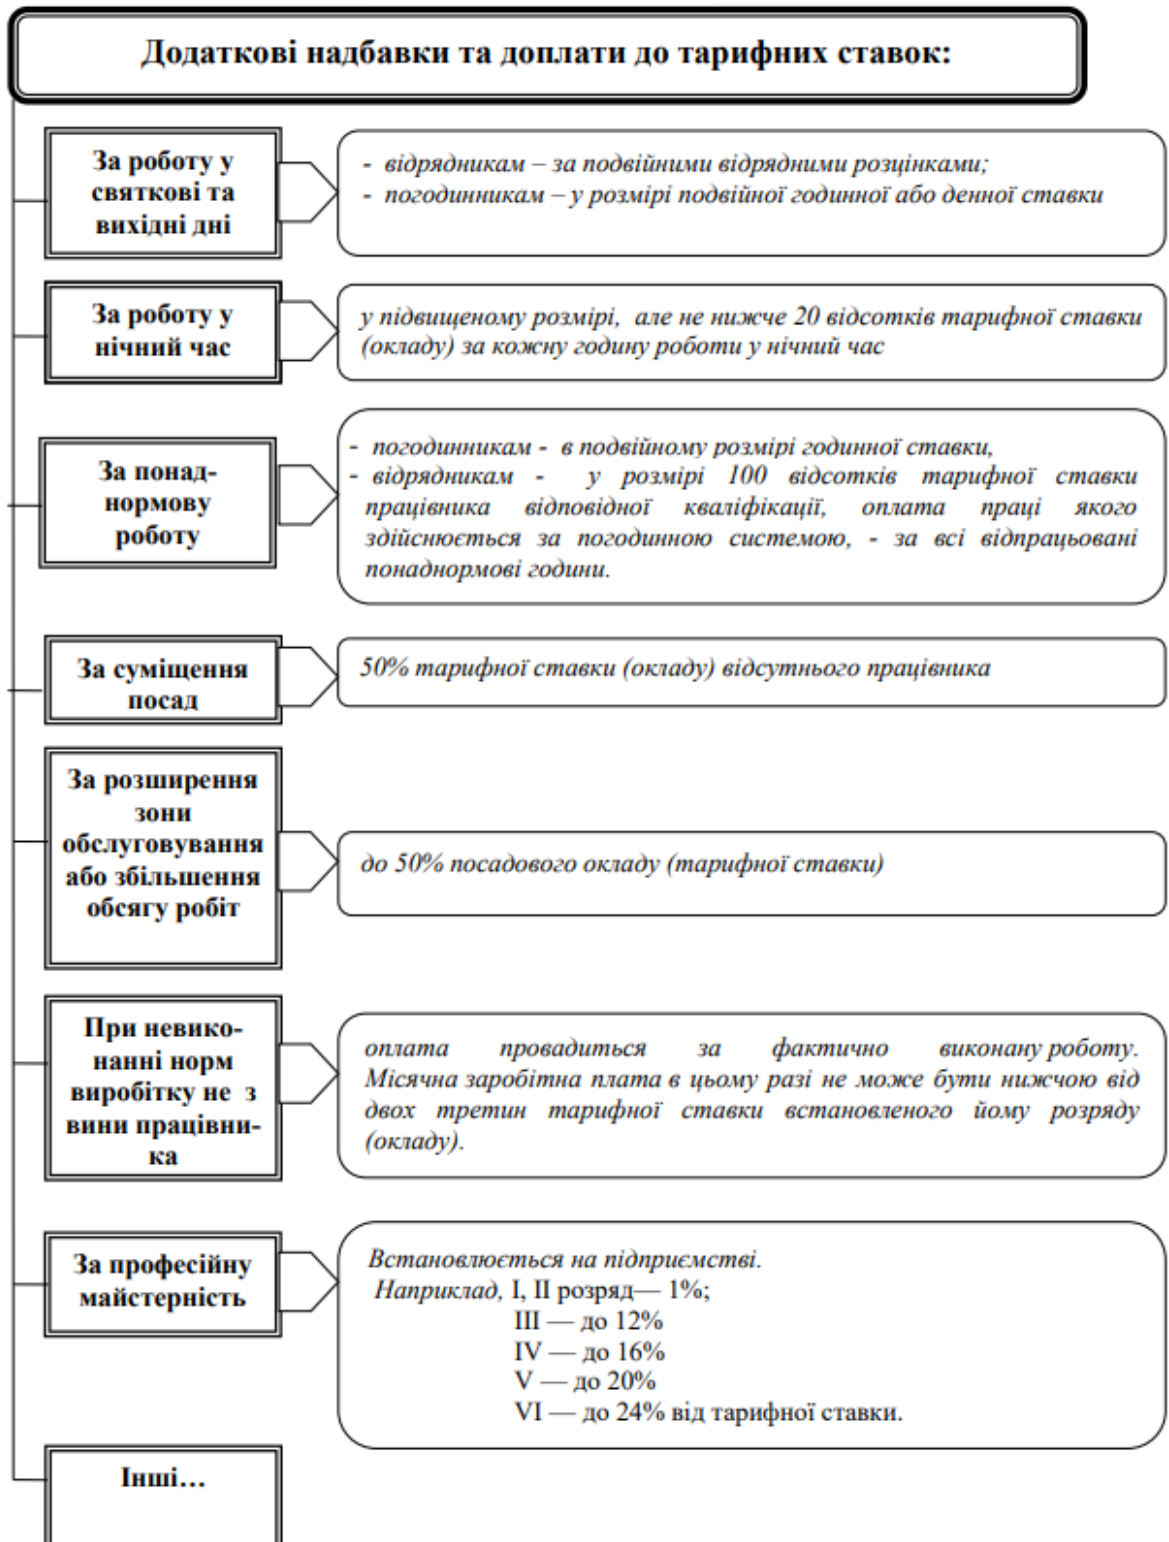 Додаткові надбавки та доплати до тарифних ставок:
За роботу у
святкові та
вихідні дні
- відрядникам – за подвійними відрядними розцінками;
- погодинникам – у розмірі подвійної годинної або денної ставки
За роботу у
нічний час
у підвищеному розмірі, але не нижче 20 відсотків тарифної ставки
(окладу) за кожну годину роботи у нічний час
За понад-
нормову
роботу
- погодинникам - в подвійному розмірі годинної ставки,
- відрядникам - у розмірі 100 відсотків тарифної ставки
працівника відповідної кваліфікації, оплата праці якого
здійснюється за погодинною системою, - за всі відпрацьовані
понаднормові години.
За суміщення
посад
50% тарифної ставки (окладу) відсутнього працівника
За розширення
зони
обслуговування
або збільшення
обсягу робіт
до 50% посадового окладу (тарифної ставки)
При невико-
нанні норм
виробітку не з
вини працівни-
ка
оплата провадиться за фактично виконану роботу.
Місячна заробітна плата в цьому разі не може бути нижчою від
двох третин тарифної ставки встановленого йому розряду
(окладу).
За професійну
майстерність
Встановлюється на підприємстві.
Наприклад, І, ІІ розряд— 1%;
ІІІ — до 12%
IV — до 16%
V — до 20%
VI — до 24% від тарифної ставки.
Інші…